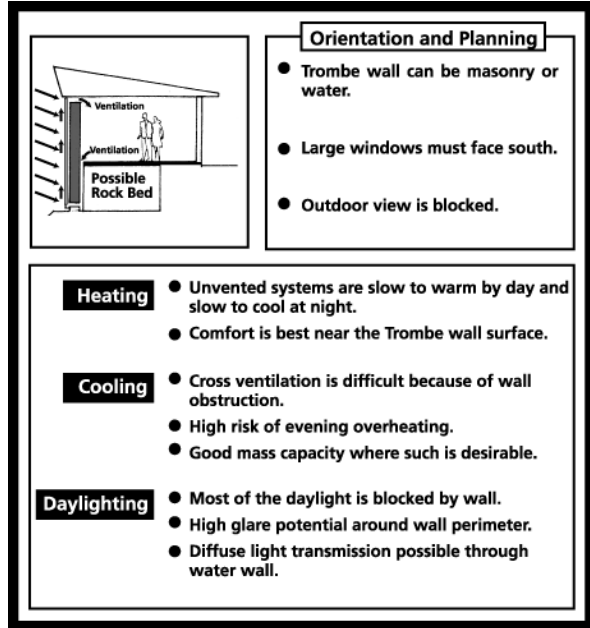 Ventilation
Ventilation
Possible
Rock Bed
Orientation and Planning
● Trombe wall can be masonry or
water.
● Large windows must face south.
● Outdoor view is blocked.
Heating
● Unvented systems are slow to warm by day and
slow to cool at night.
● Comfort is best near the Trombe wall surface.
Cooling
● Cross ventilation is difficult because of wall
obstruction.
● High risk of evening overheating.
● Good mass capacity where such is desirable.
Daylighting
● Most of the daylight is blocked by wall.
● High glare potential around wall perimeter.
● Diffuse light transmission possible through
water wall.